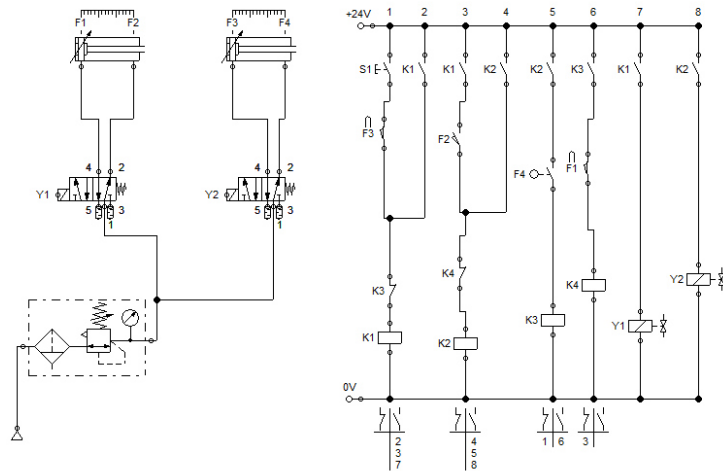 F1 F2 F3 F4
4 2 4 2
Y1 Y2
5 3 5 3
1 1
1 2 3 4 5 6 7 8
+24V
S1 K1 K1 K2 K2 K3 K1 K2
F3 F2 F4 F1
K3 K4 K4 Y2
K1 K2 K3 Y1
0V
2 4 1 6 3
3 5
7 8